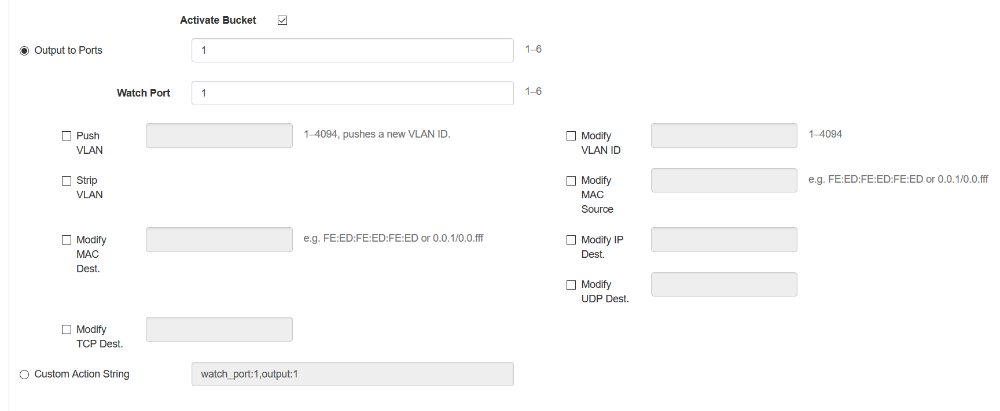 Activate Bucket
Output to Ports 1 1–6
Watch Port 1 1–6
Push
VLAN
1–4094, pushes a new VLAN ID.
Modify
VLAN ID
1–4094
Strip
VLAN
Modify
MAC
Source
e.g. FE:ED:FE:ED:FE:ED or 0.0.1/0.0.fff
Modify
MAC
Dest.
e.g. FE:ED:FE:ED:FE:ED or 0.0.1/0.0.fff
Modify IP
Dest.
Modify
UDP Dest.
Modify
TCP Dest.
Custom Action String watch_port:1,output:1